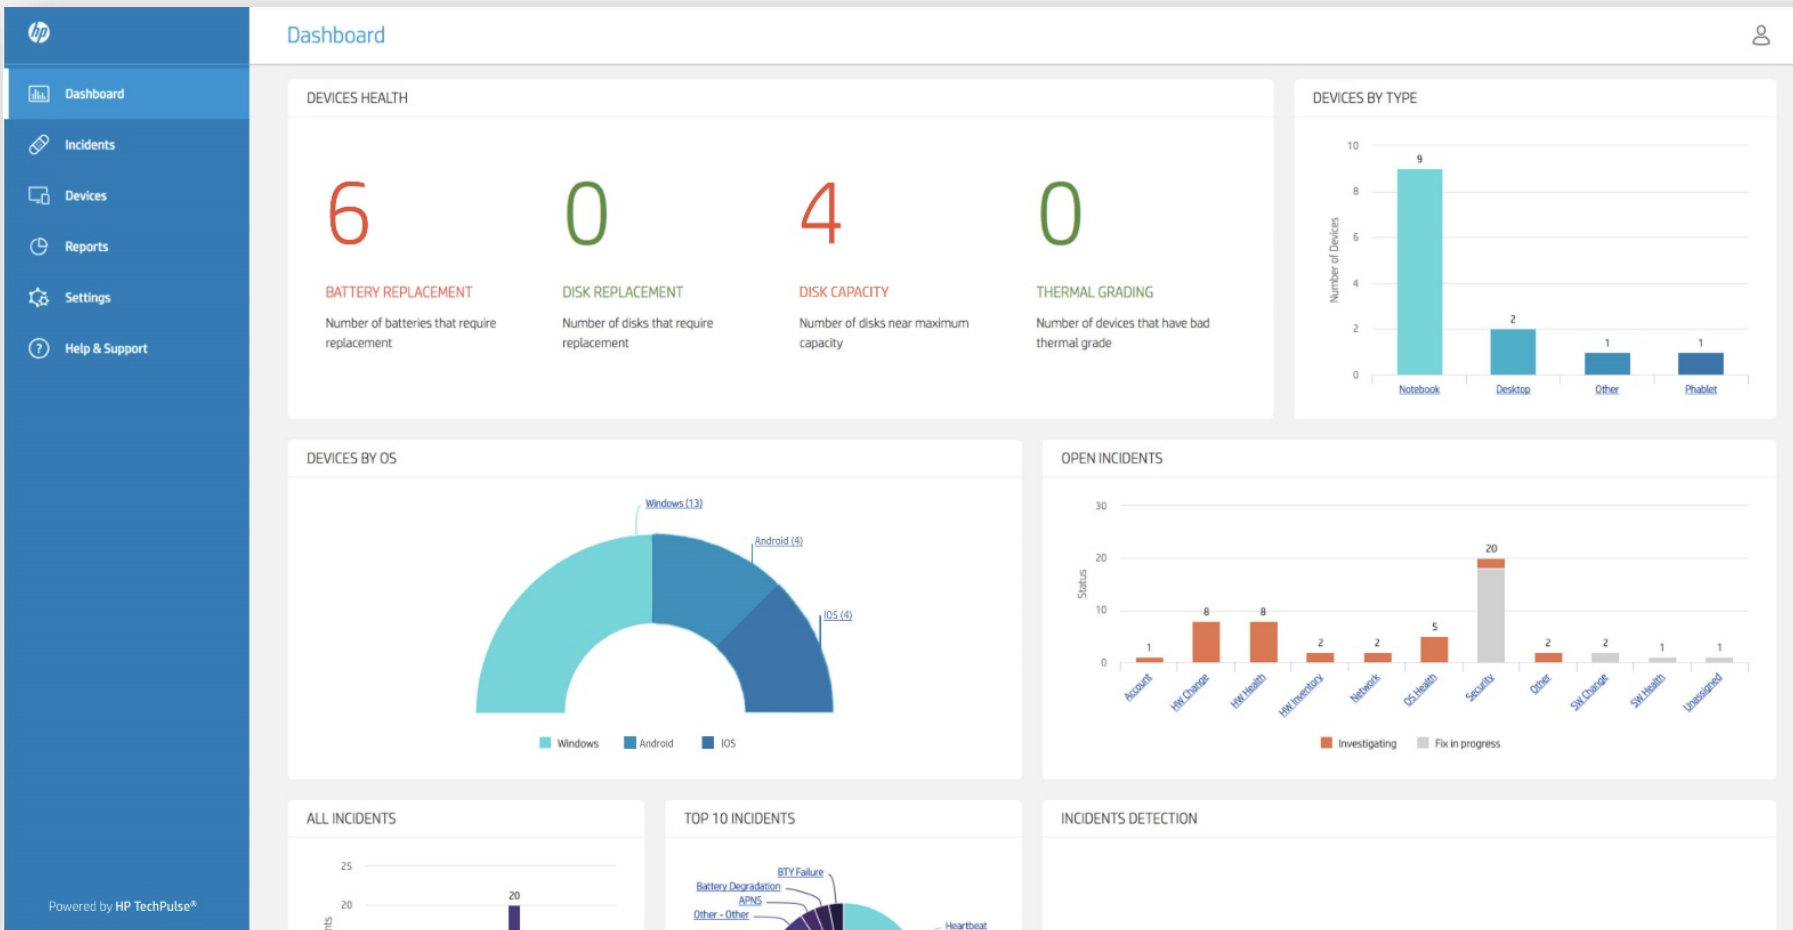 hp
Dashboard
Dashboard
Incidents
Devices
Reports
Settings
Help & Support
Powered by HP TechPulse®
DEVICES HEALTH
6
BATTERY REPLACEMENT
Number of batteries that require
replacement
0
DISK REPLACEMENT
Number of disks that require
replacement
4
DISK CAPACITY
Number of disks near maximum
capacity
0
THERMAL GRADING
Number of devices that have bad
thermal grade
DEVICES BY TYPE
Number of Devices
10
8
6
4
2
0
9
2
1
1
Notebook
Desktop
Other
Phablet
DEVICES BY OS
Windows (13)
Android (4)
IOS (4)
Windows
Android
IOS
OPEN INCIDENTS
Status
30
20
10
0
1
8
8
2
2
5
20
2
2
1
1
Account
HW Change
HW Health
HW Inventory
Network
OS Health
Security
Other
SW Change
SW Health
Unassigned
Investigating
Fix in progress
ALL INCIDENTS
25
20
20
TOP 10 INCIDENTS
BTY Failure
Battery Degradation
APNS
Other - Other
Heartbeat
INCIDENTS DETECTION